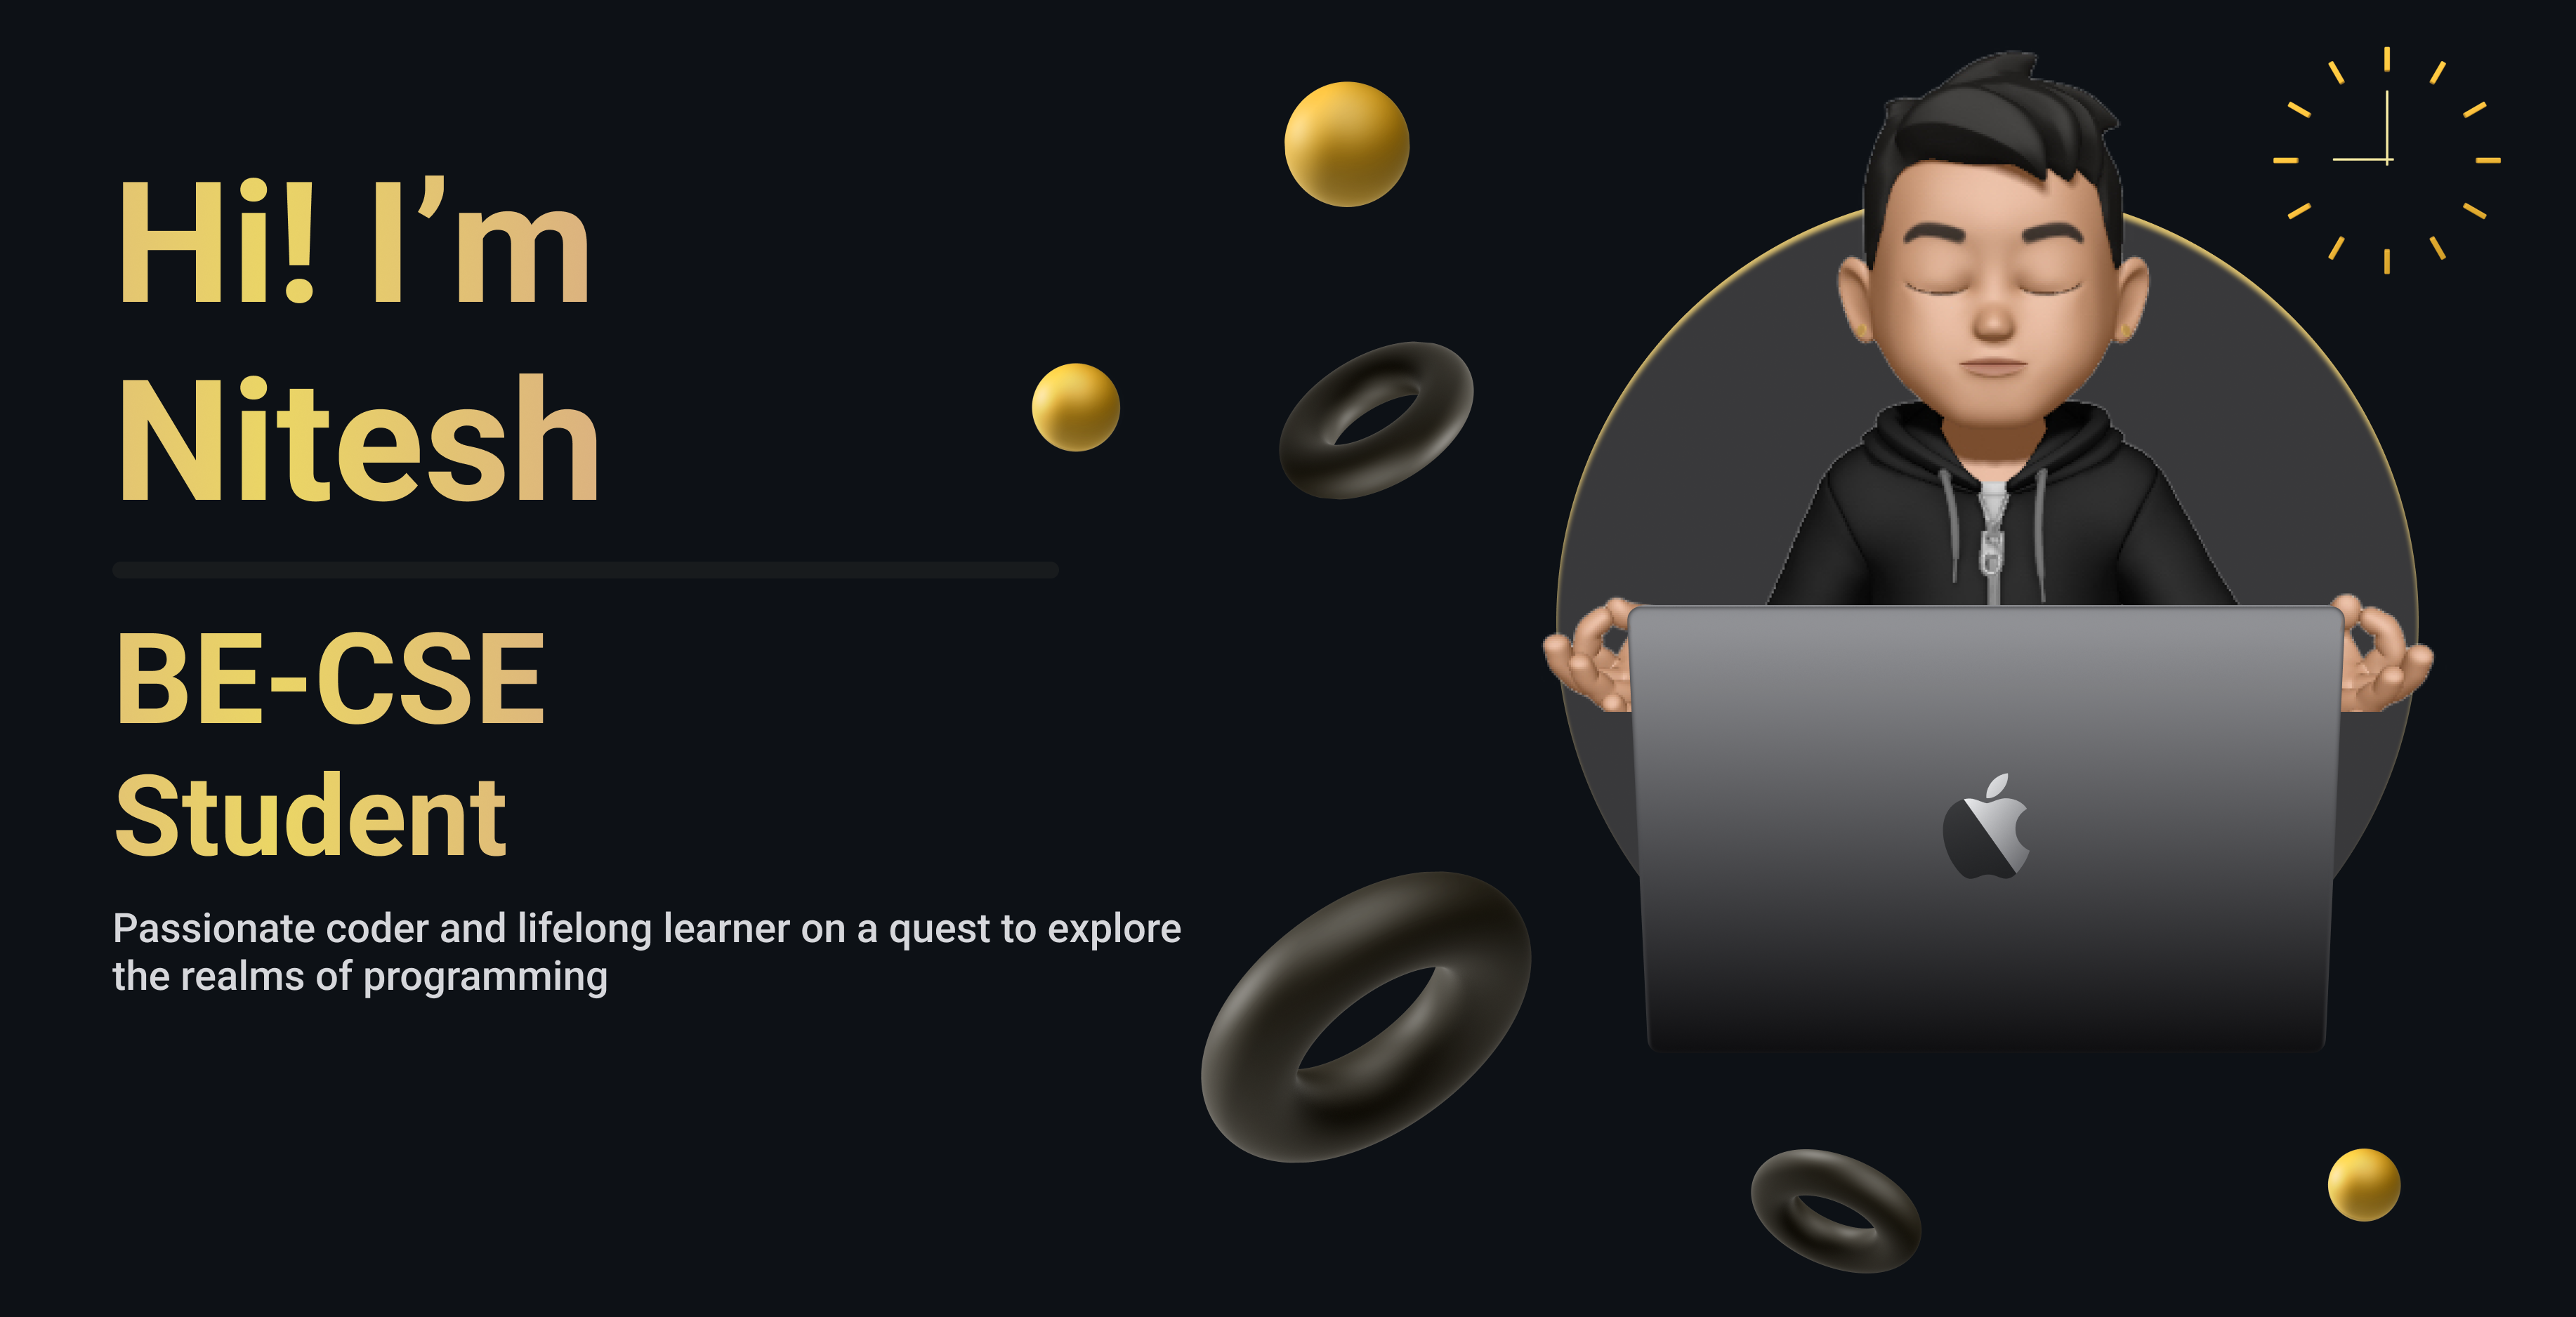 Hi! I’m
Nitesh
BE-CSE
Student
Passionate coder and lifelong learner on a quest to explore
the realms of programming